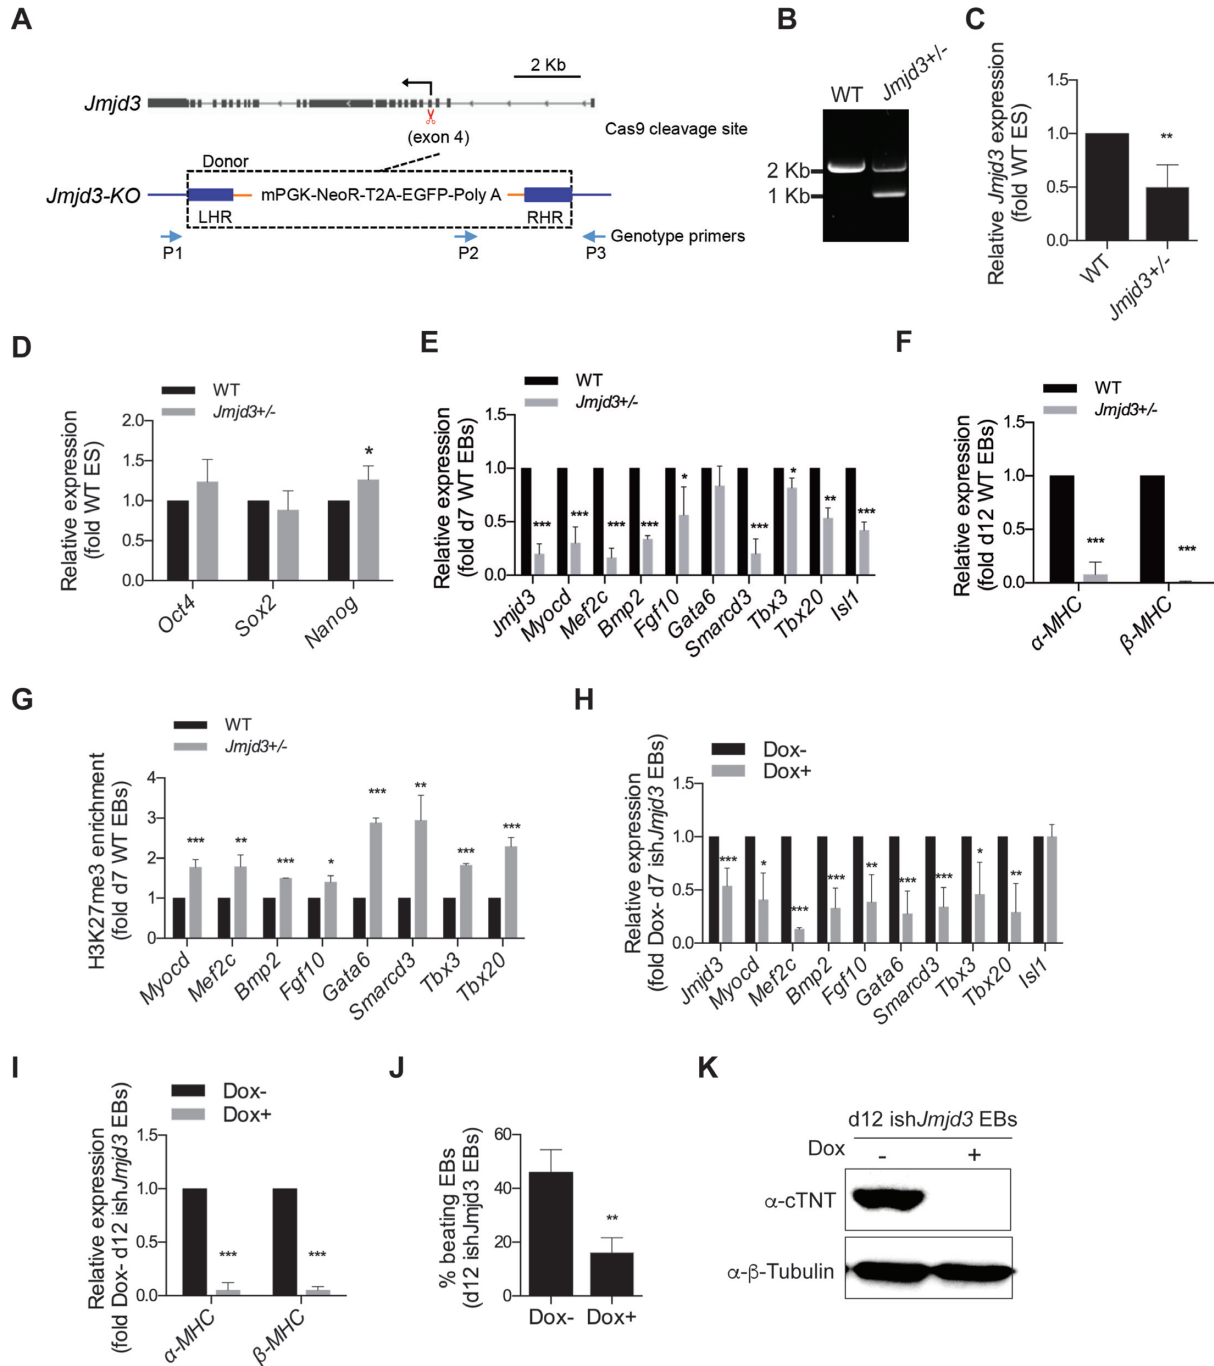 A
2 Kb
Jmjd3
(exon 4)
Cas9 cleavage site
Donor
Jmjd3-KO
mPGK-NeoR-T2A-EGFP-Poly A
LHR
RHR
P1
P2
P3
Genotype primers
B
WT
Jmjd3+/-
2 Kb
1 Kb
C
Relative Jmjd3 expression
(fold WT ES)
1.5
1.0
0.5
0.0
**
WT
Jmjd3+/-
D
WT
Jmjd3+/-
Relative expression
(fold WT ES)
2.0
1.5
1.0
0.5
0.0
*
Oct4
Sox2
Nanog
E
WT
Jmjd3+/-
Relative expression
(fold d7 WT EBs)
1.5
1.0
0.5
0.0
*** *** *** *** * *** * ** ***
Jmjd3
Myocd
Mef2c
Bmp2
Fgf10
Gata6
Smarcd3
Tbx3
Tbx20
Isl1
F
WT
Jmjd3+/-
Relative expression
(fold d12 WT EBs)
1.5
1.0
0.5
0.0
*** ***
α-MHC
β-MHC
G
WT
Jmjd3+/-
H3K27me3 enrichment
(fold d7 WT EBs)
4
3
2
1
0
*** ** *** * *** ** *** ***
Myocd
Mef2c
Bmp2
Fgf10
Gata6
Smarcd3
Tbx3
Tbx20
H
Dox-
Dox+
Relative expression
(fold Dox- d7 ishJmjd3 EBs)
1.5
1.0
0.5
0.0
*** * *** *** ** *** *** * **
Jmjd3
Myocd
Mef2c
Bmp2
Fgf10
Gata6
Smarcd3
Tbx3
Tbx20
Isl1
I
Dox-
Dox+
Relative expression
(fold Dox- d12 ishJmjd3 EBs)
1.5
1.0
0.5
0.0
*** ***
α-MHC
β-MHC
J
% beating EBs
(d12 ishJmjd3 EBs)
60
40
20
0
**
Dox- Dox+
K
d12 ishJmjd3 EBs
Dox - +
α-cTNT
α-β-Tubulin